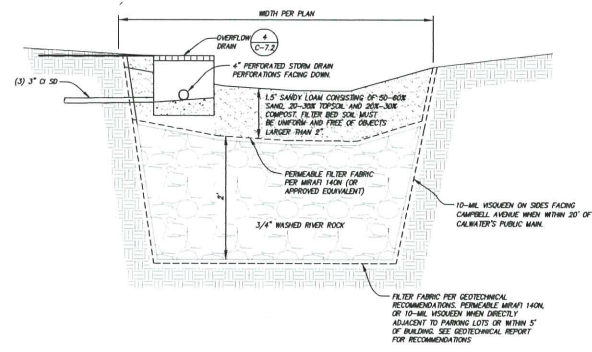 WIDTH PER PLAN
OVERFLOW
DRAIN
4
C-7.2
4" PERFORATED STORM DRAIN
PERFORATIONS FACING DOWN.
(3) 3" CI SD
1.5' SANDY LOAM CONSISTING OF 50-60%
SAND, 20-30% TOPSOIL AND 20%-30%
COMPOST. FILTER BED SOIL MUST
BE UNIFORM AND FREE OF OBJECTS
LARGER THAN 2"
PERMEABLE FILTER FABRIC
PER MIRAFI 140N (OR
APPROVED EQUIVALENT)
2'
3/4" WASHED RIVER ROCK
10-MIL VISQUEEN ON SIDES FACING
CAMPBELL AVENUE WHEN WITHIN 20' OF
CALWATER'S PUBLIC MAIN.
FILTER FABRIC PER GEOTECHNICAL
RECOMMENDATIONS. PERMEABLE MIRAFI 140N,
OR 10-MIL VISQUEEN WHEN DIRECTLY
ADJACENT TO PARKING LOTS OR WITHIN 5'
OF BUILDING. SEE GEOTECHNICAL REPORT
FOR RECOMMENDATIONS